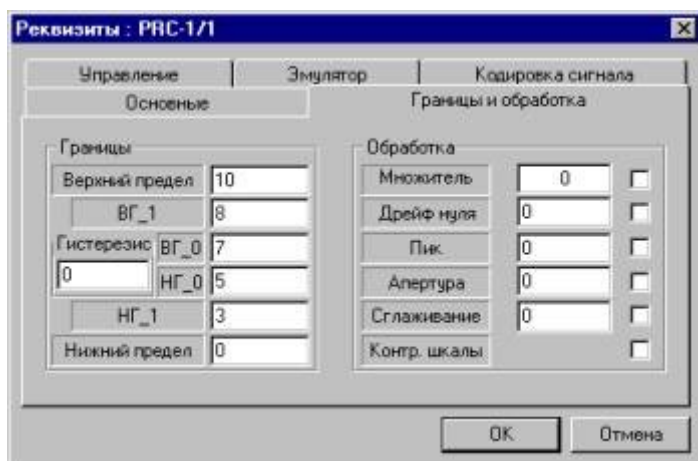 Реквизиты : PRC-1/1
Управление
Эмулятор
Кодировка сигнала
Основные
Границы и обработка
Границы
Верхний предел 10
ВГ_1 8
Гистерезис ВГ_0 7
0 НГ_0 5
НГ_1 3
Нижний предел 0
Обработка
Множитель 0
Дрейф нуля 0
Пик 0
Апертура 0
Сглаживание 0
Контр. шкалы
OK
Отмена